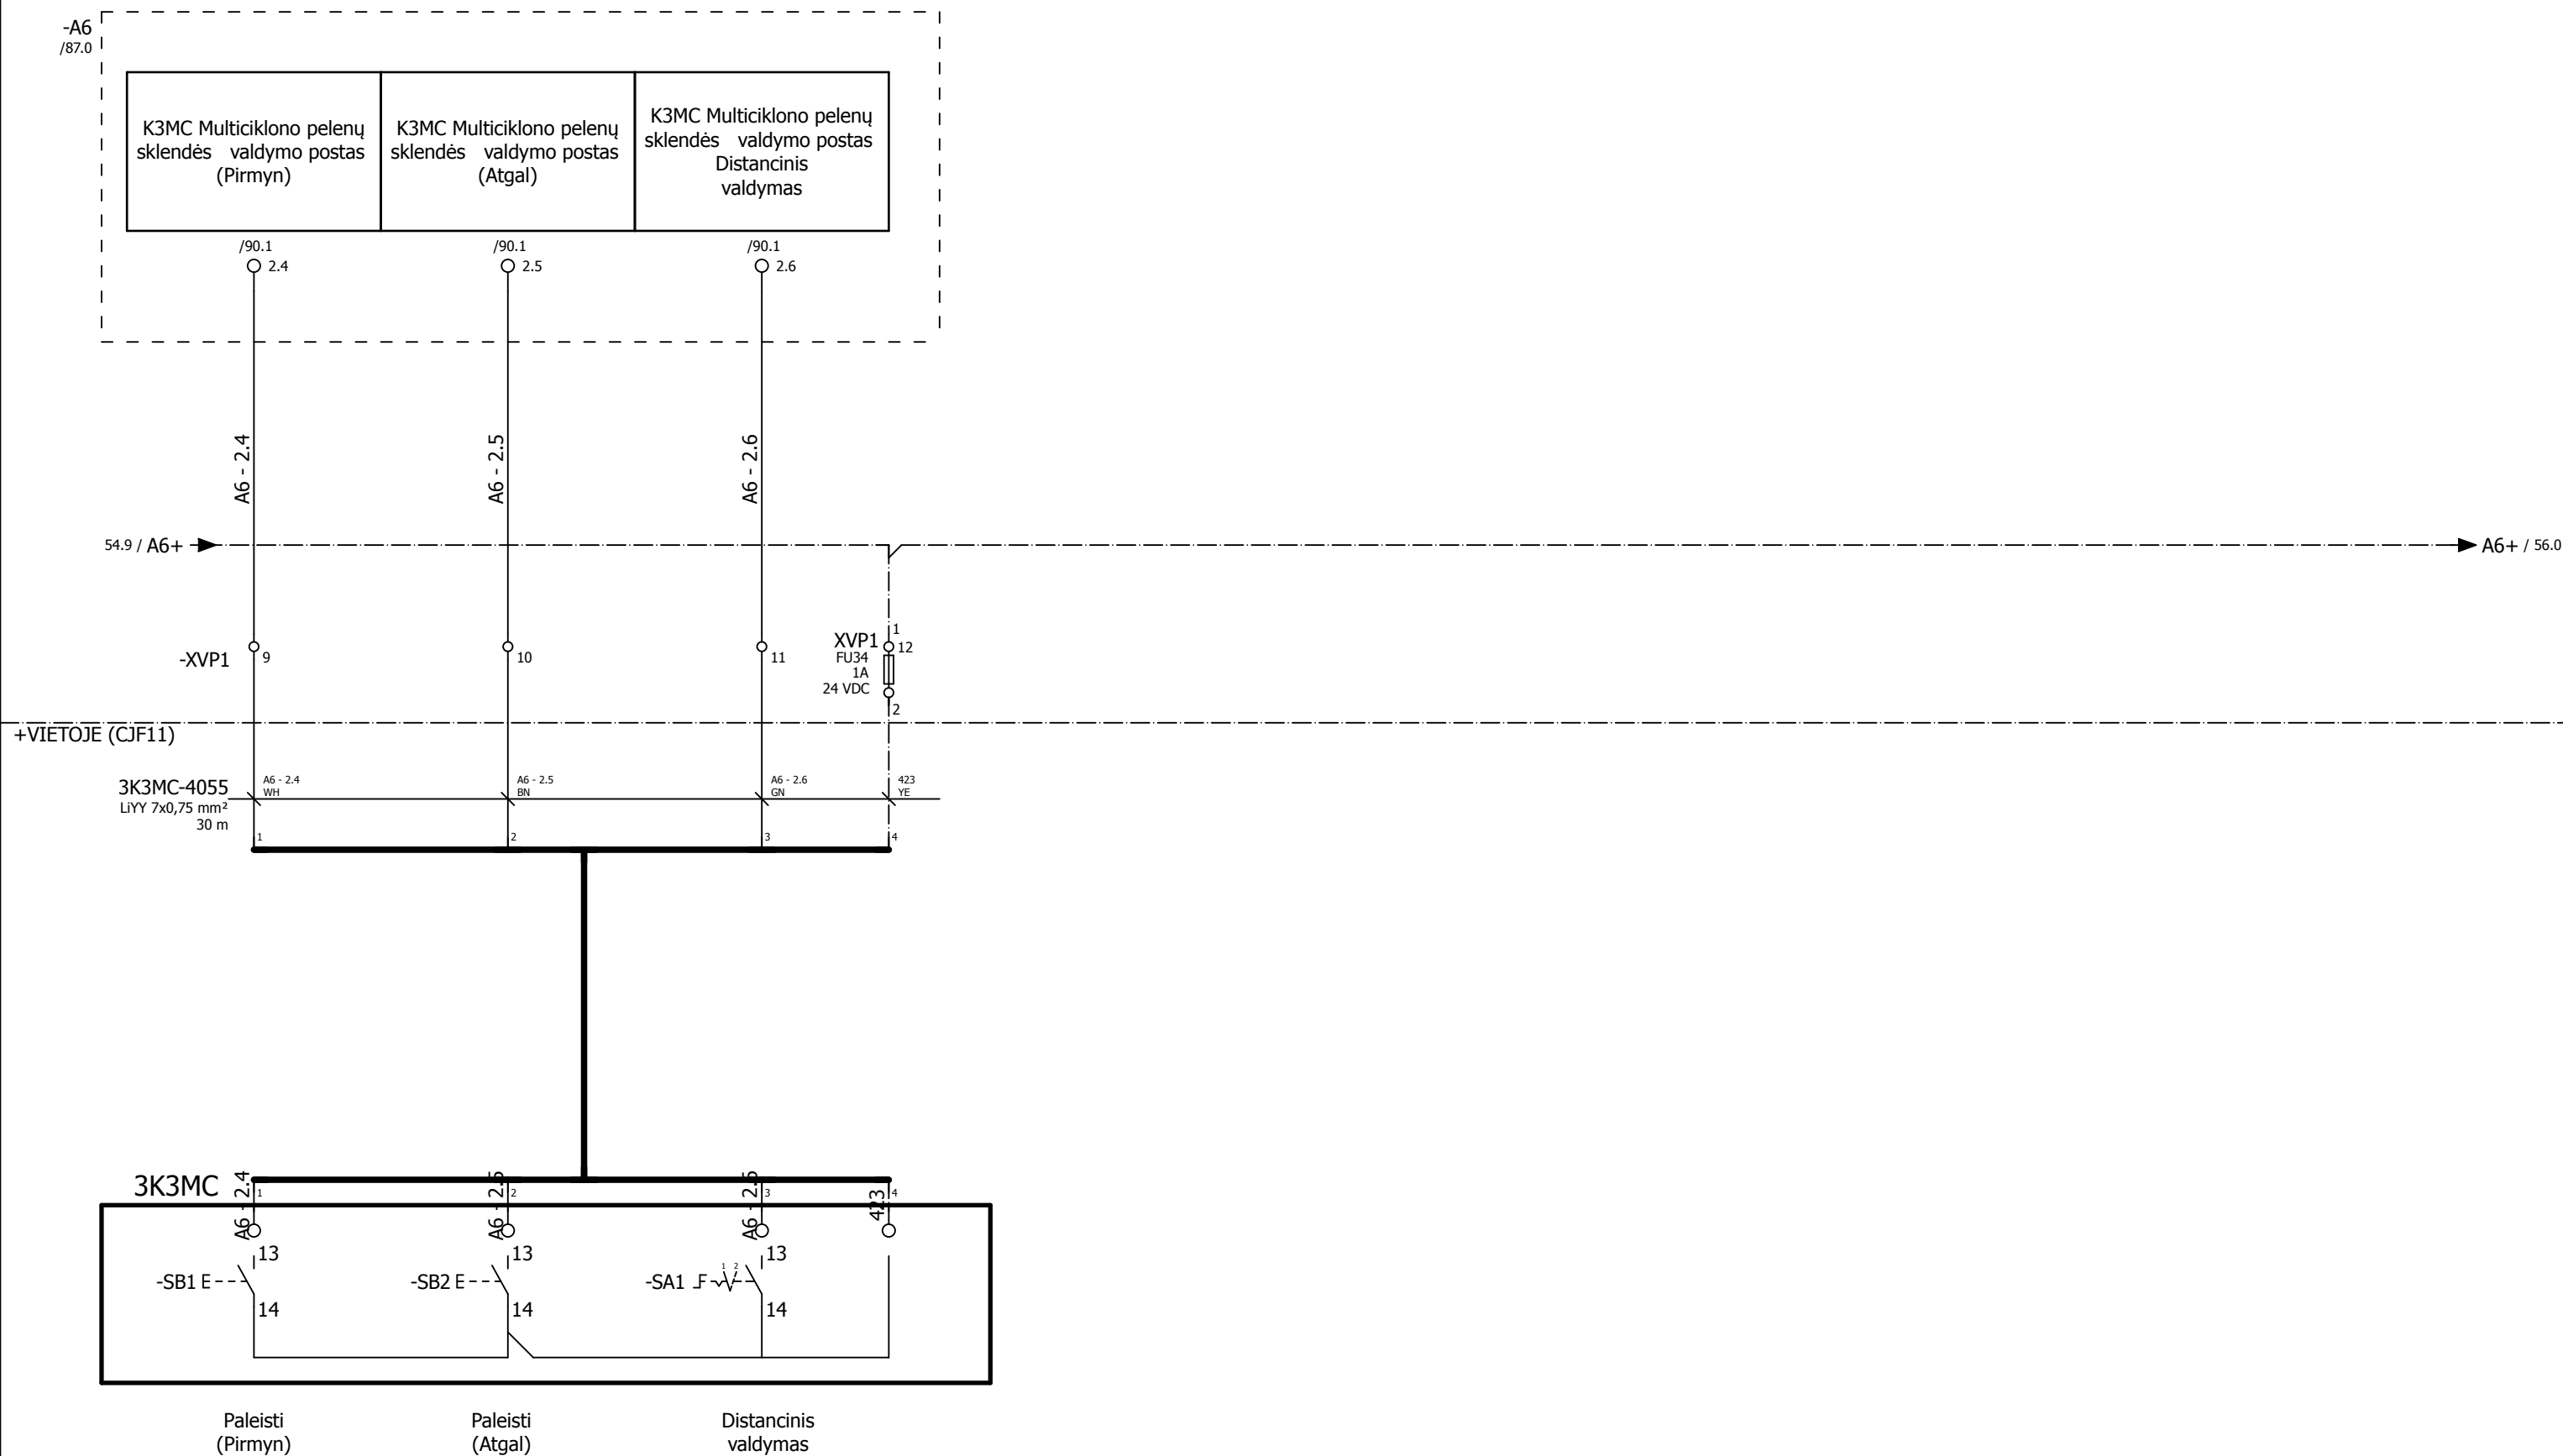 -A6
/87.0
K3MC Multiciklono pelenų
sklendės valdymo postas
(Pirmyn)
K3MC Multiciklono pelenų
sklendės valdymo postas
(Atgal)
K3MC Multiciklono pelenų
sklendės valdymo postas
Distancinis
valdymas
/90.1
2.4
/90.1
2.5
/90.1
2.6
A6 - 2.4
A6 - 2.5
A6 - 2.6
54.9 / A6+
A6+ / 56.0
-XVP1
9
10
11
XVP1
FU34
1A
24 VDC
1
12
2
+VIETOJE (CJF11)
3K3MC-4055
LiYY 7x0,75 mm²
30 m
A6 - 2.4
WH
A6 - 2.5
BN
A6 - 2.6
GN
423
YE
1
2
3
4
3K3MC
A6 - 2.4
1
A6 - 2.5
2
A6 - 2.6
3
423
4
-SB1 E
13
14
-SB2 E
13
14
-SA1
1 2
13
14
Paleisti
(Pirmyn)
Paleisti
(Atgal)
Distancinis
valdymas